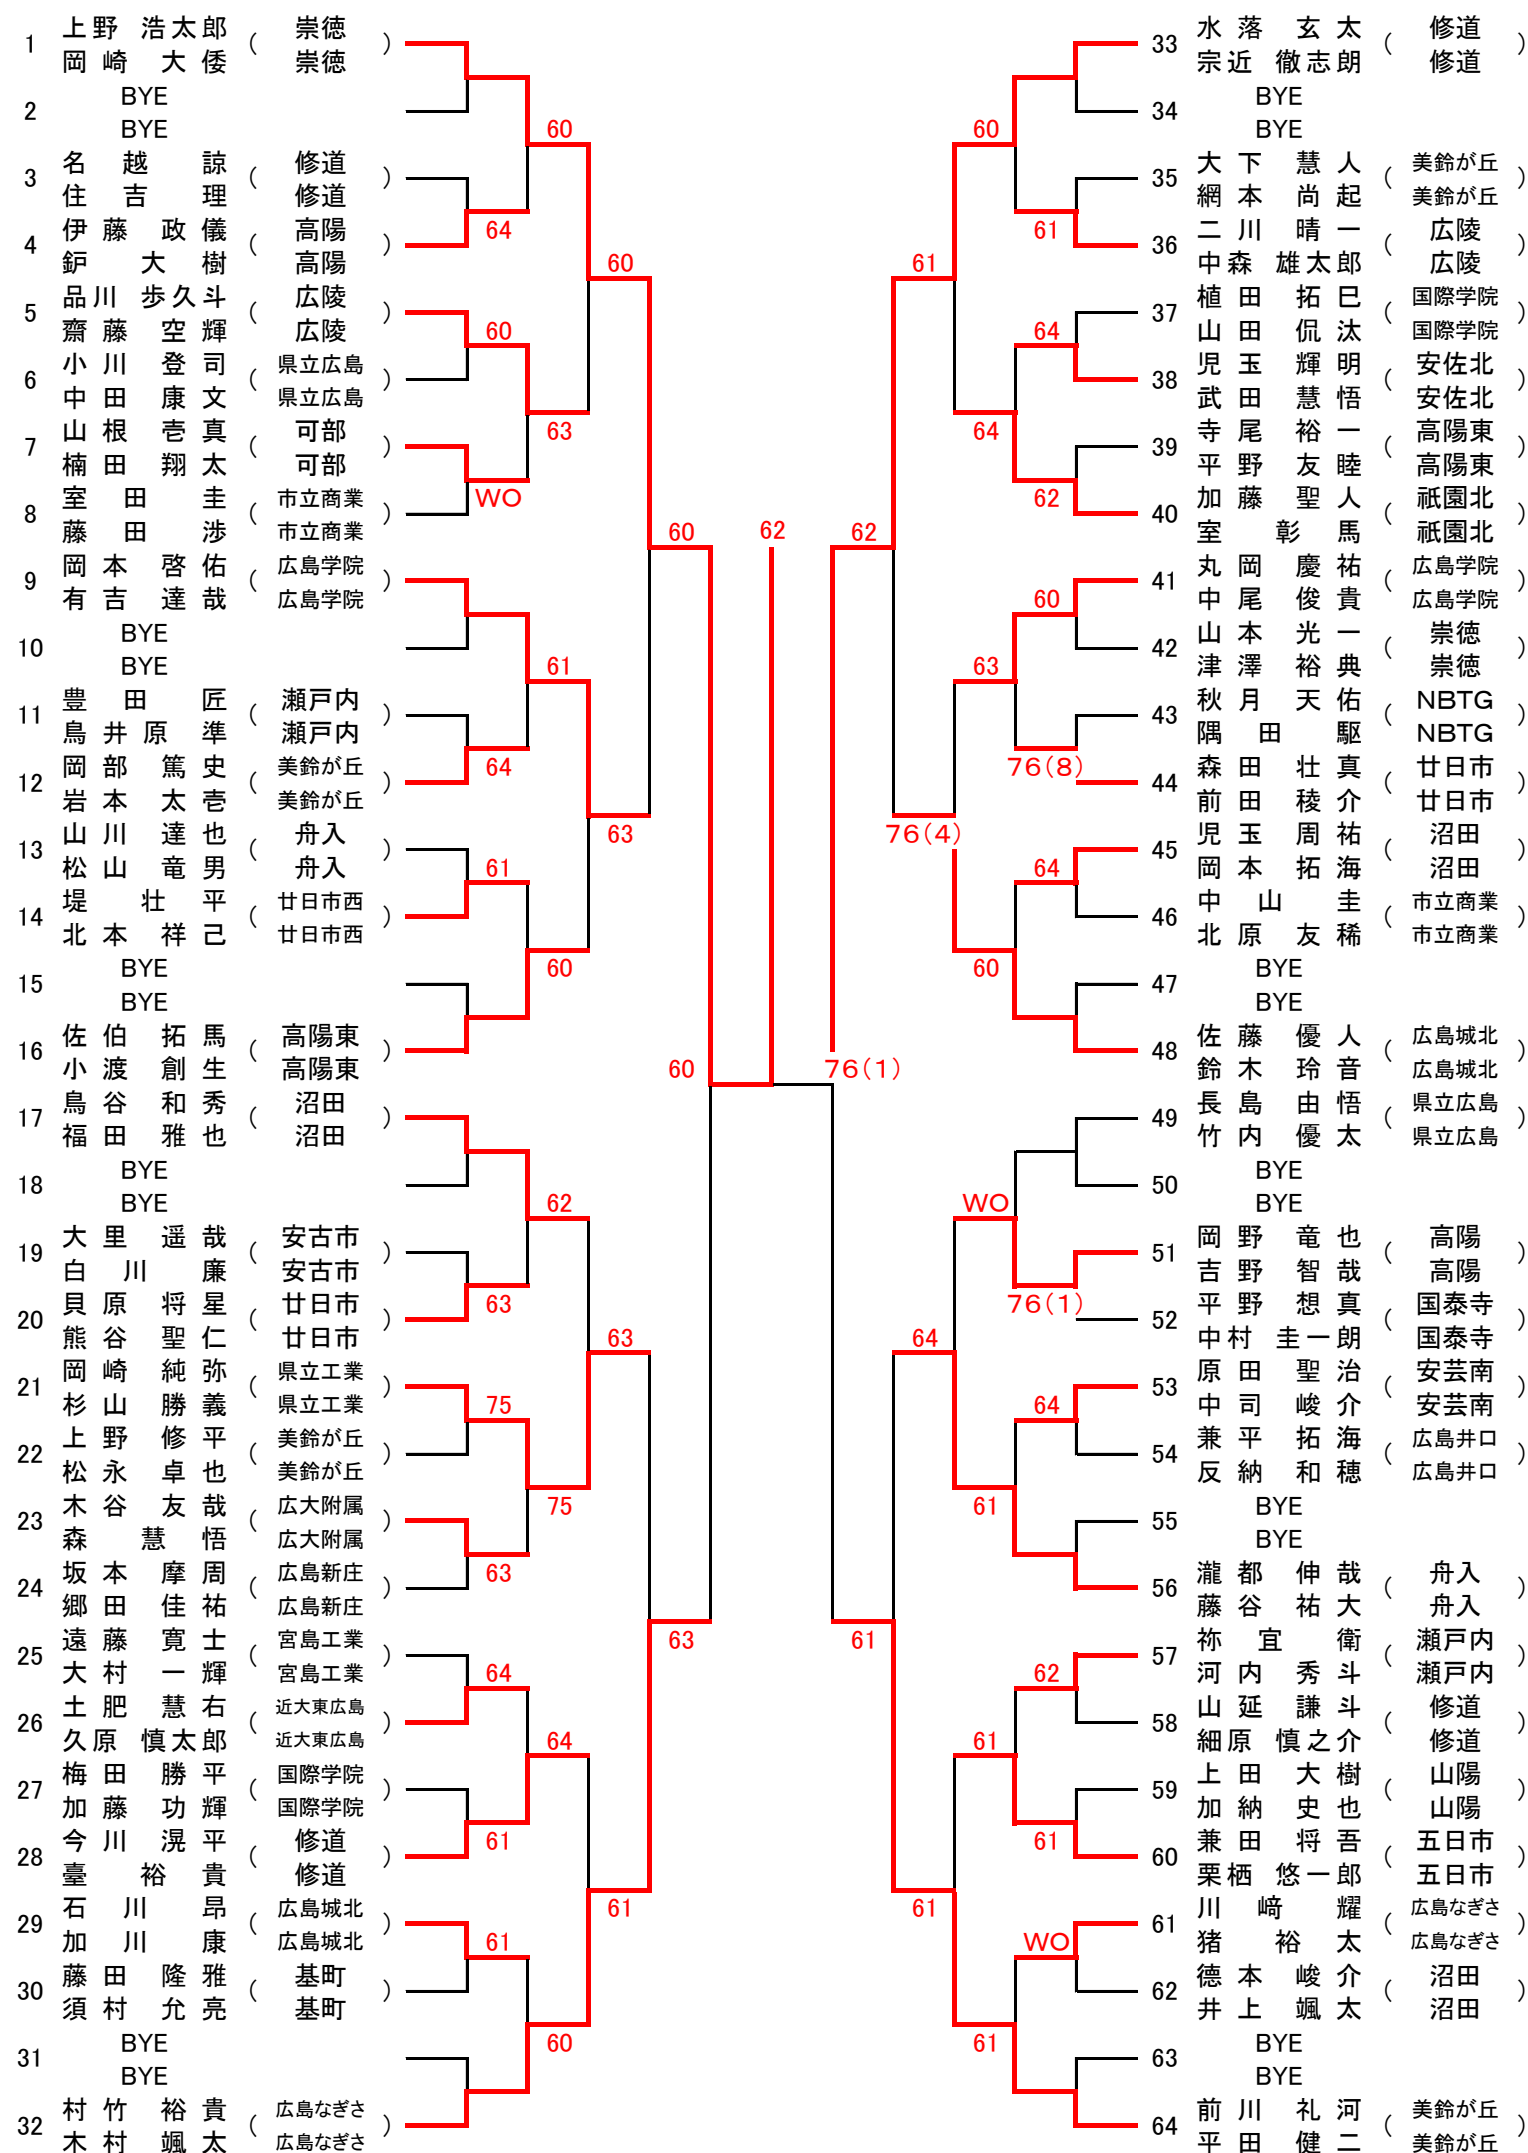 1 上野 浩太郎 ( 崇徳 )
岡崎 大倭 崇徳
2 BYE
BYE
60
3 名越 諒 ( 修道 )
住吉 理 修道
64
4 伊藤 政儀 ( 高陽 )
鈩 大樹 高陽
60
5 品川 歩久斗 ( 広陵 )
齋藤 空輝 広陵
60
6 小川 登司 ( 県立広島 )
中田 康文 県立広島
63
7 山根 壱真 ( 可部 )
楠田 翔太 可部
WO
8 室田 圭 ( 市立商業 )
藤田 渉 市立商業
60
9 岡本 啓佑 ( 広島学院 )
有吉 達哉 広島学院
10 BYE
BYE
61
11 豊田 匠 ( 瀬戸内 )
鳥井原 準 瀬戸内
64
12 岡部 篤史 ( 美鈴が丘 )
岩本 太壱 美鈴が丘
63
13 山川 達也 ( 舟入 )
松山 竜男 舟入
61
14 堤 壮平 ( 廿日市西 )
北本 祥己 廿日市西
60
15 BYE
BYE
16 佐伯 拓馬 ( 高陽東 )
小渡 創生 高陽東
60
17 鳥谷 和秀 ( 沼田 )
福田 雅也 沼田
18 BYE
BYE
62
19 大里 遥哉 ( 安古市 )
白川 廉 安古市
63
20 貝原 将星 ( 廿日市 )
熊谷 聖仁 廿日市
63
21 岡崎 純弥 ( 県立工業 )
杉山 勝義 県立工業
75
22 上野 修平 ( 美鈴が丘 )
松永 卓也 美鈴が丘
75
23 木谷 友哉 ( 広大附属 )
森 慧悟 広大附属
63
24 坂本 摩周 ( 広島新庄 )
郷田 佳祐 広島新庄
63
25 遠藤 寛士 ( 宮島工業 )
大村 一輝 宮島工業
64
26 土肥 慧右 ( 近大東広島 )
久原 慎太郎 近大東広島
64
27 梅田 勝平 ( 国際学院 )
加藤 功輝 国際学院
61
28 今川 滉平 ( 修道 )
臺 裕貴 修道
61
29 石川 昂 ( 広島城北 )
加川 康 広島城北
61
30 藤田 隆雅 ( 基町 )
須村 允亮 基町
60
31 BYE
BYE
32 村竹 裕貴 ( 広島なぎさ )
木村 颯太 広島なぎさ
62
33 水落 玄太 ( 修道 )
宗近 徹志朗 修道
34 BYE
BYE
60
35 大下 慧人 ( 美鈴が丘 )
網本 尚起 美鈴が丘
61
36 二川 晴一 ( 広陵 )
中森 雄太郎 広陵
61
37 植田 拓巳 ( 国際学院 )
山田 侃汰 国際学院
64
38 児玉 輝明 ( 安佐北 )
武田 慧悟 安佐北
64
39 寺尾 裕一 ( 高陽東 )
平野 友睦 高陽東
62
40 加藤 聖人 ( 祇園北 )
室 彰馬 祇園北
62
41 丸岡 慶祐 ( 広島学院 )
中尾 俊貴 広島学院
60
42 山本 光一 ( 崇徳 )
津澤 裕典 崇徳
63
43 秋月 天佑 ( NBTG )
隅田 駆 NBTG
76(8)
44 森田 壮真 ( 廿日市 )
前田 稜介 廿日市
76(4)
45 児玉 周祐 ( 沼田 )
岡本 拓海 沼田
64
46 中山 圭 ( 市立商業 )
北原 友稀 市立商業
60
47 BYE
BYE
48 佐藤 優人 ( 広島城北 )
鈴木 玲音 広島城北
76(1)
49 長島 由悟 ( 県立広島 )
竹内 優太 県立広島
50 BYE
BYE
WO
51 岡野 竜也 ( 高陽 )
吉野 智哉 高陽
76(1)
52 平野 想真 ( 国泰寺 )
中村 圭一朗 国泰寺
64
53 原田 聖治 ( 安芸南 )
中司 峻介 安芸南
64
54 兼平 拓海 ( 広島井口 )
反納 和穂 広島井口
61
55 BYE
BYE
56 瀧都 伸哉 ( 舟入 )
藤谷 祐大 舟入
61
57 祢宜 衛 ( 瀬戸内 )
河内 秀斗 瀬戸内
62
58 山延 謙斗 ( 修道 )
細原 慎之介 修道
61
59 上田 大樹 ( 山陽 )
加納 史也 山陽
61
60 兼田 将吾 ( 五日市 )
栗栖 悠一郎 五日市
61
61 川﨑 耀 ( 広島なぎさ )
猪 裕太 広島なぎさ
WO
62 德本 峻介 ( 沼田 )
井上 颯太 沼田
61
63 BYE
BYE
64 前川 礼河 ( 美鈴が丘 )
平田 健二 美鈴が丘